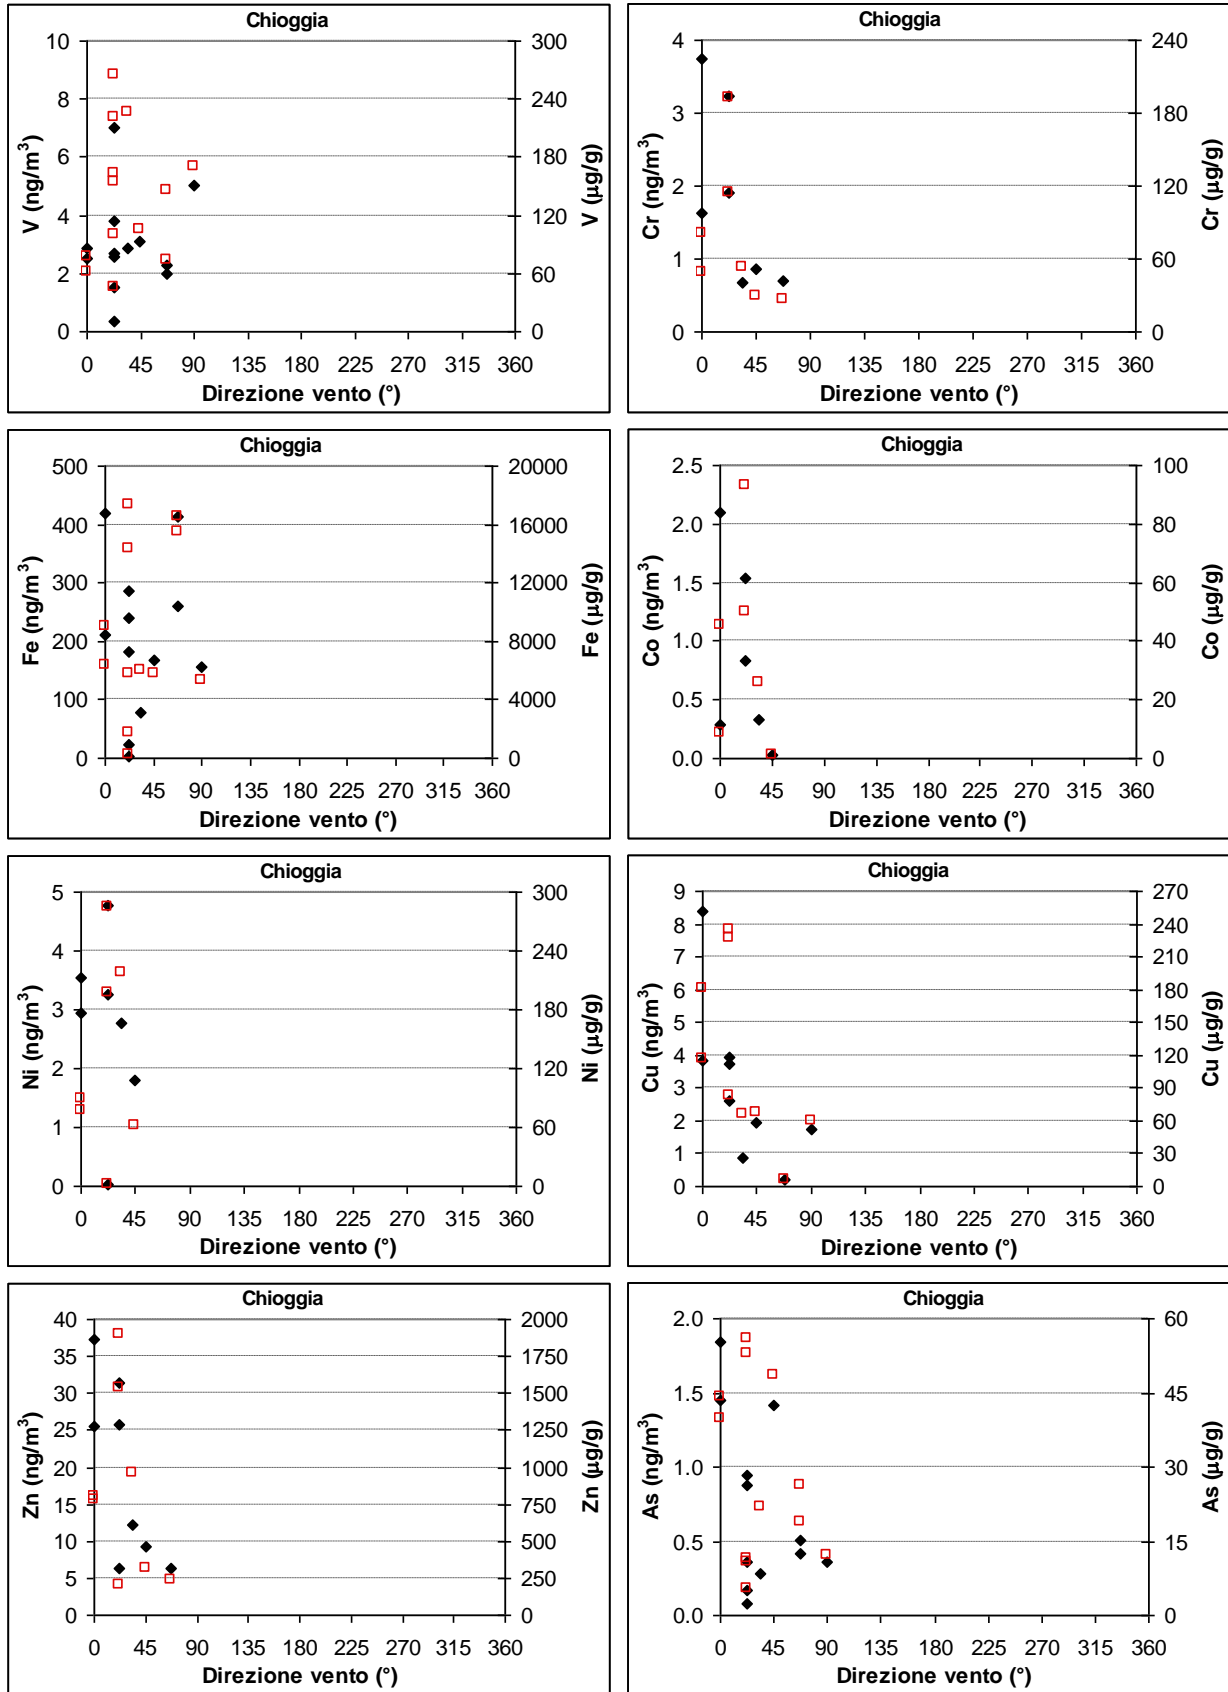 Chioggia
10
8
6
4
2
0
300
240
180
120
60
0
V (ng/m³)
V (µg/g)
0 45 90 135 180 225 270 315 360
Direzione vento (°)
Chioggia
4
3
2
1
0
240
180
120
60
0
Cr (ng/m³)
Cr (µg/g)
0 45 90 135 180 225 270 315 360
Direzione vento (°)
Chioggia
500
400
300
200
100
0
20000
16000
12000
8000
4000
0
Fe (ng/m³)
Fe (µg/g)
0 45 90 135 180 225 270 315 360
Direzione vento (°)
Chioggia
2.5
2.0
1.5
1.0
0.5
0.0
100
80
60
40
20
0
Co (ng/m³)
Co (µg/g)
0 45 90 135 180 225 270 315 360
Direzione vento (°)
Chioggia
5
4
3
2
1
0
300
240
180
120
60
0
Ni (ng/m³)
Ni (µg/g)
0 45 90 135 180 225 270 315 360
Direzione vento (°)
Chioggia
9
8
7
6
5
4
3
2
1
0
270
240
210
180
150
120
90
60
30
0
Cu (ng/m³)
Cu (µg/g)
0 45 90 135 180 225 270 315 360
Direzione vento (°)
Chioggia
40
35
30
25
20
15
10
5
0
2000
1750
1500
1250
1000
750
500
250
0
Zn (ng/m³)
Zn (µg/g)
0 45 90 135 180 225 270 315 360
Direzione vento (°)
Chioggia
2.0
1.5
1.0
0.5
0.0
60
45
30
15
0
As (ng/m³)
As (µg/g)
0 45 90 135 180 225 270 315 360
Direzione vento (°)